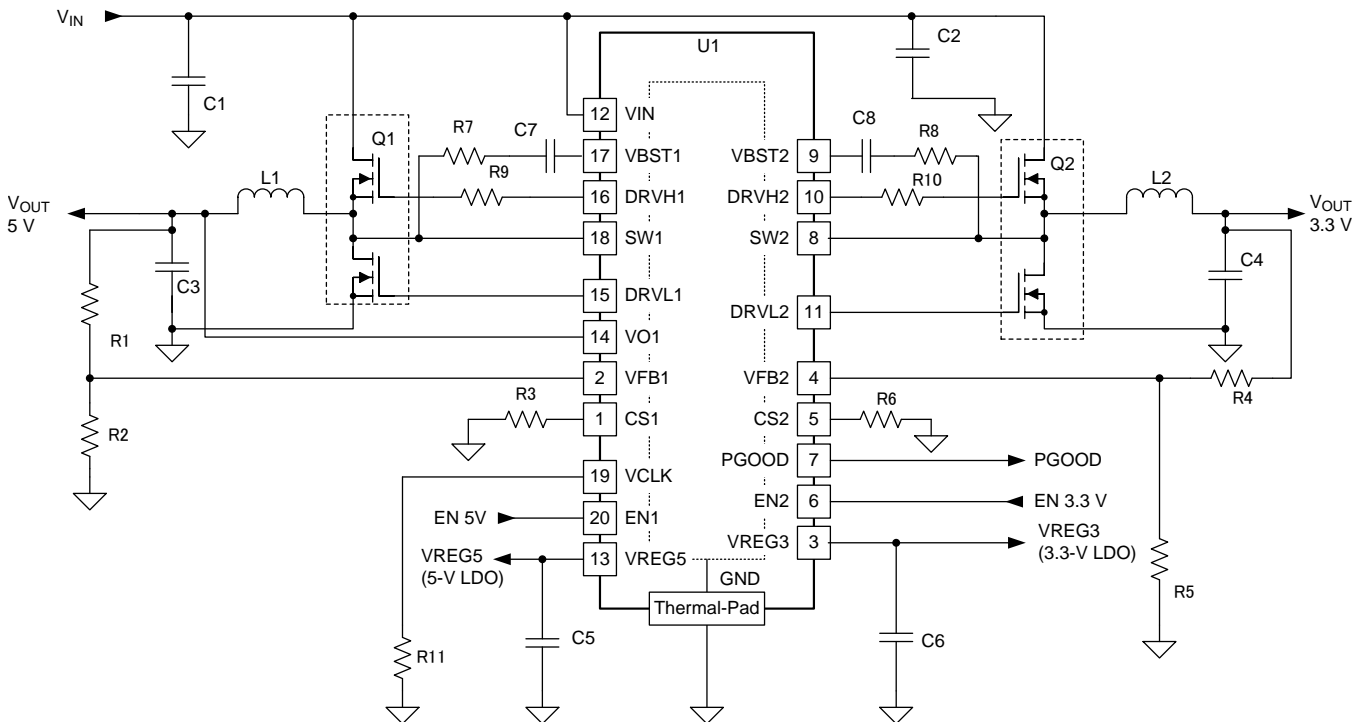 VIN
U1
C2
C1
12 VIN
Q1
R7
C7
17 VBST1
VBST2 9
C8
R8
Q2
R9
16 DRVH1
DRVH2 10
R10
L1
L2
VOUT
5 V
18 SW1
SW2 8
VOUT
3.3 V
C3
C4
15 DRVL1
DRVL2 11
R1
14 VO1
2 VFB1
VFB2 4
R4
R3
1 CS1
CS2 5
R6
R2
PGOOD 7
PGOOD
19 VCLK
EN2 6
EN 3.3 V
EN 5V
20 EN1
VREG3 3
VREG3
(3.3-V LDO)
VREG5
(5-V LDO)
13 VREG5
GND
R5
Thermal-Pad
C5
C6
R11